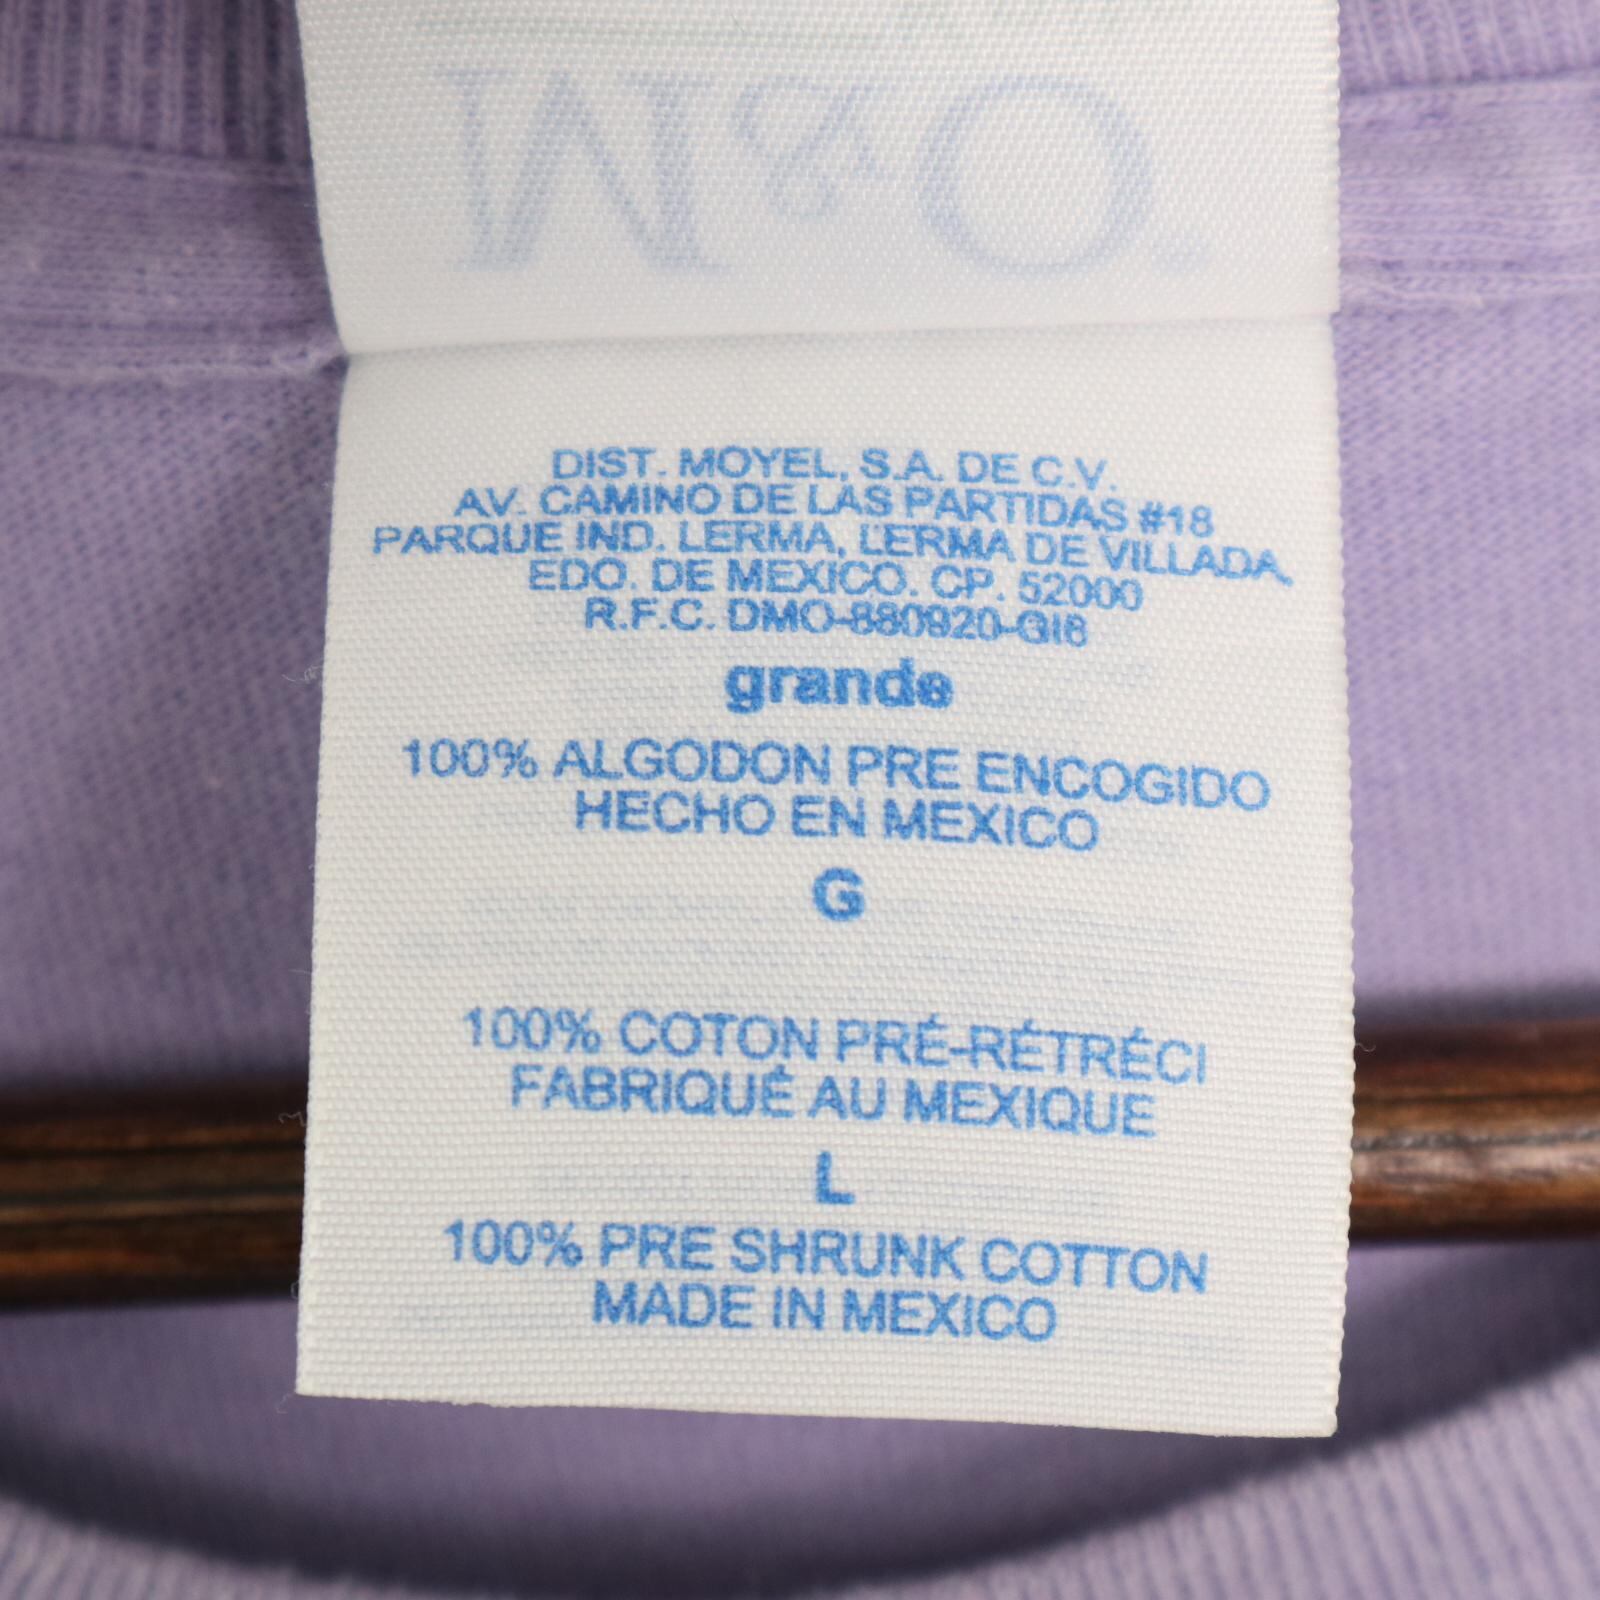 M&O.
DIST. MOYEL, S.A. DE C.V.
AV. CAMINO DE LAS PARTIDAS #18
PARQUE IND. LERMA, LERMA DE VILLADA,
EDO. DE MEXICO. CP. 52000
R.F.C. DMO-880920-GI6
grande
100% ALGODON PRE ENCOGIDO
HECHO EN MEXICO
G
100% COTON PRÉ-RÉTRÉCI
FABRIQUÉ AU MEXIQUE
L
100% PRE SHRUNK COTTON
MADE IN MEXICO